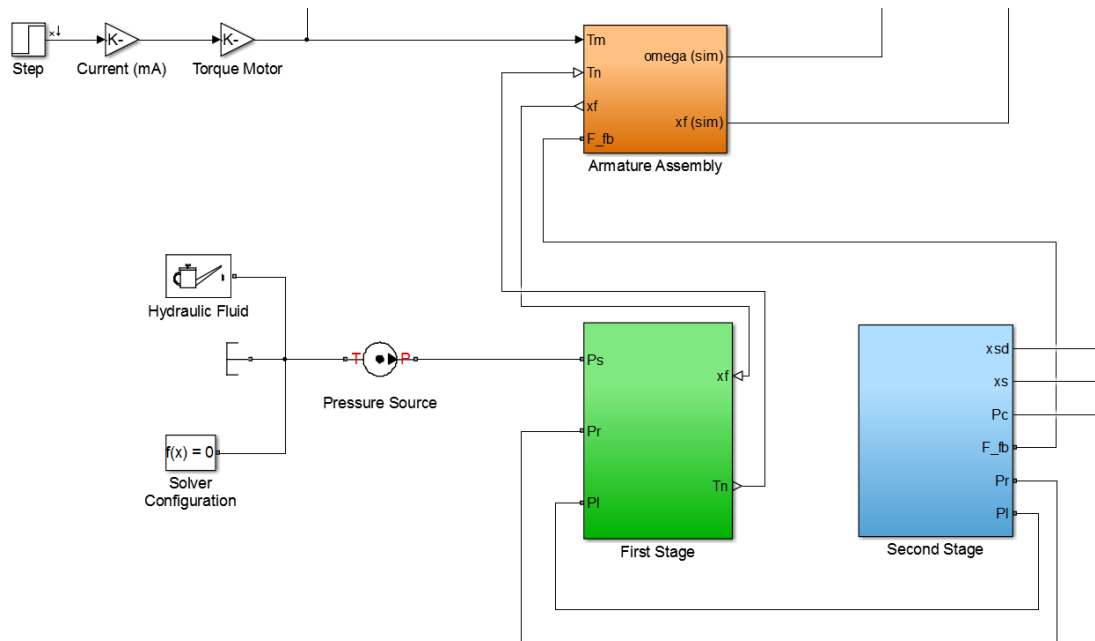 Step
K-
Current (mA)
K-
Torque Motor
Tm
Tn
xf
F_fb
omega (sim)
xf (sim)
Armature Assembly
Hydraulic Fluid
T
P
Pressure Source
f(x) = 0
Solver
Configuration
Ps
Pr
Pl
xf
Tn
First Stage
xsd
xs
Pc
F_fb
Pr
Pl
Second Stage